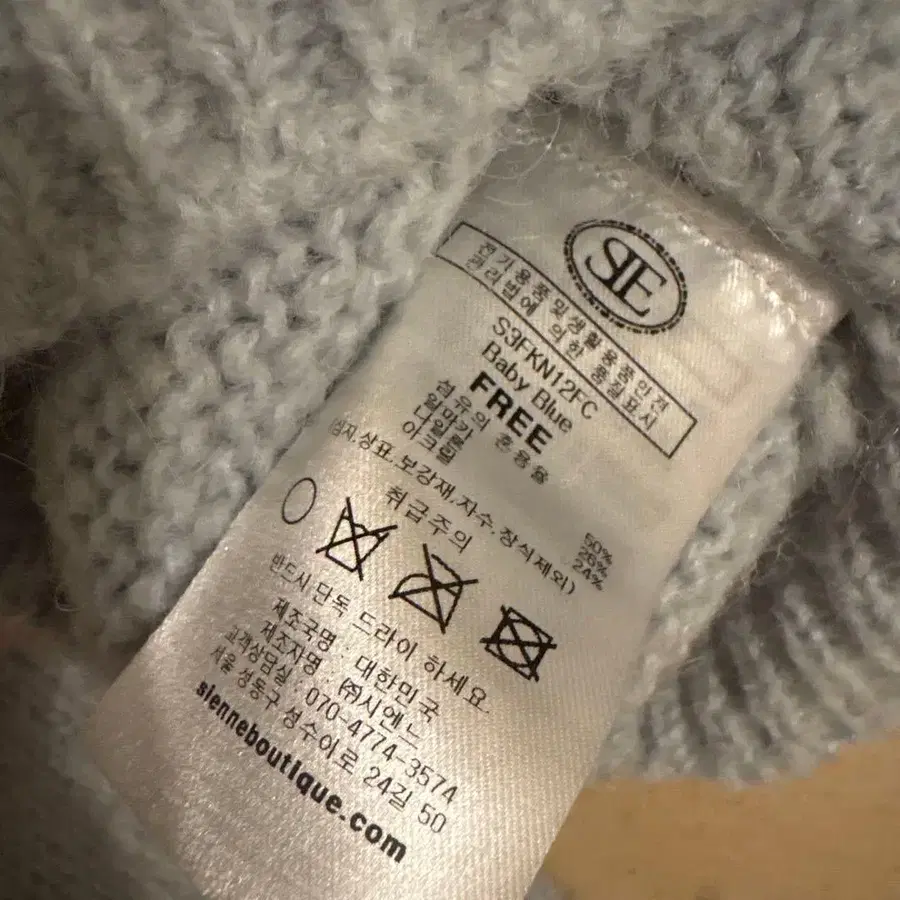 SIE
전기용품및생활용품안전
관리법에 의한 품질표시
S3FKN12FC
Baby Blue
FREE
섬유의 혼용율
알파카 50%
나일론 26%
아크릴 24%
심지.상표.보강재.자수.장식제외)
취급주의
반드시 단독 드라이 하세요.
제조국명 : 대한민국
제조자명 : ㈜시엔느
고객상담실 : 070-4774-3574
서울 성동구 성수이로 24길 50
sienneboutique.com